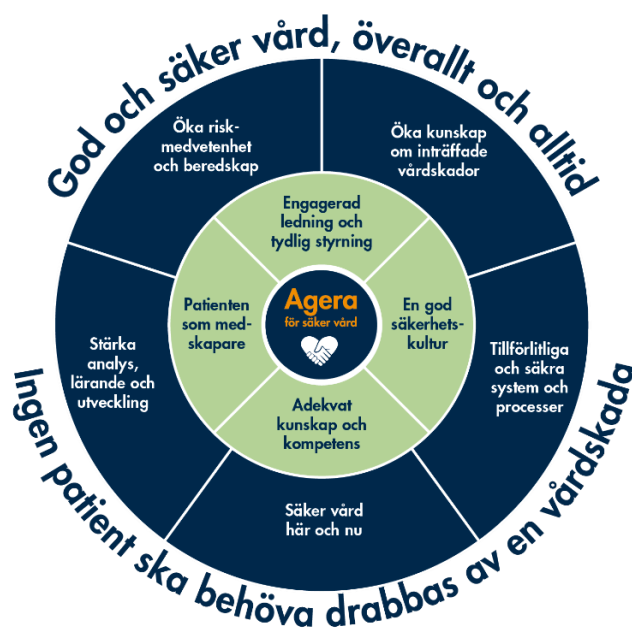 God och säker vård, överallt och alltid
Öka risk-
medvetenhet
och beredskap
Öka kunskap
om inträffade
vårdskador
Engagerad
ledning och
tydlig styrning
Patienten
som med-
skapare
Agera
för säker vård
En god
säkerhets-
kultur
Stärka
analys,
lärande och
utveckling
Tillförlitliga
och säkra
system och
processer
Adekvat
kunskap och
kompetens
Säker vård
här och nu
Ingen patient ska behöva drabbas av en vårdskada